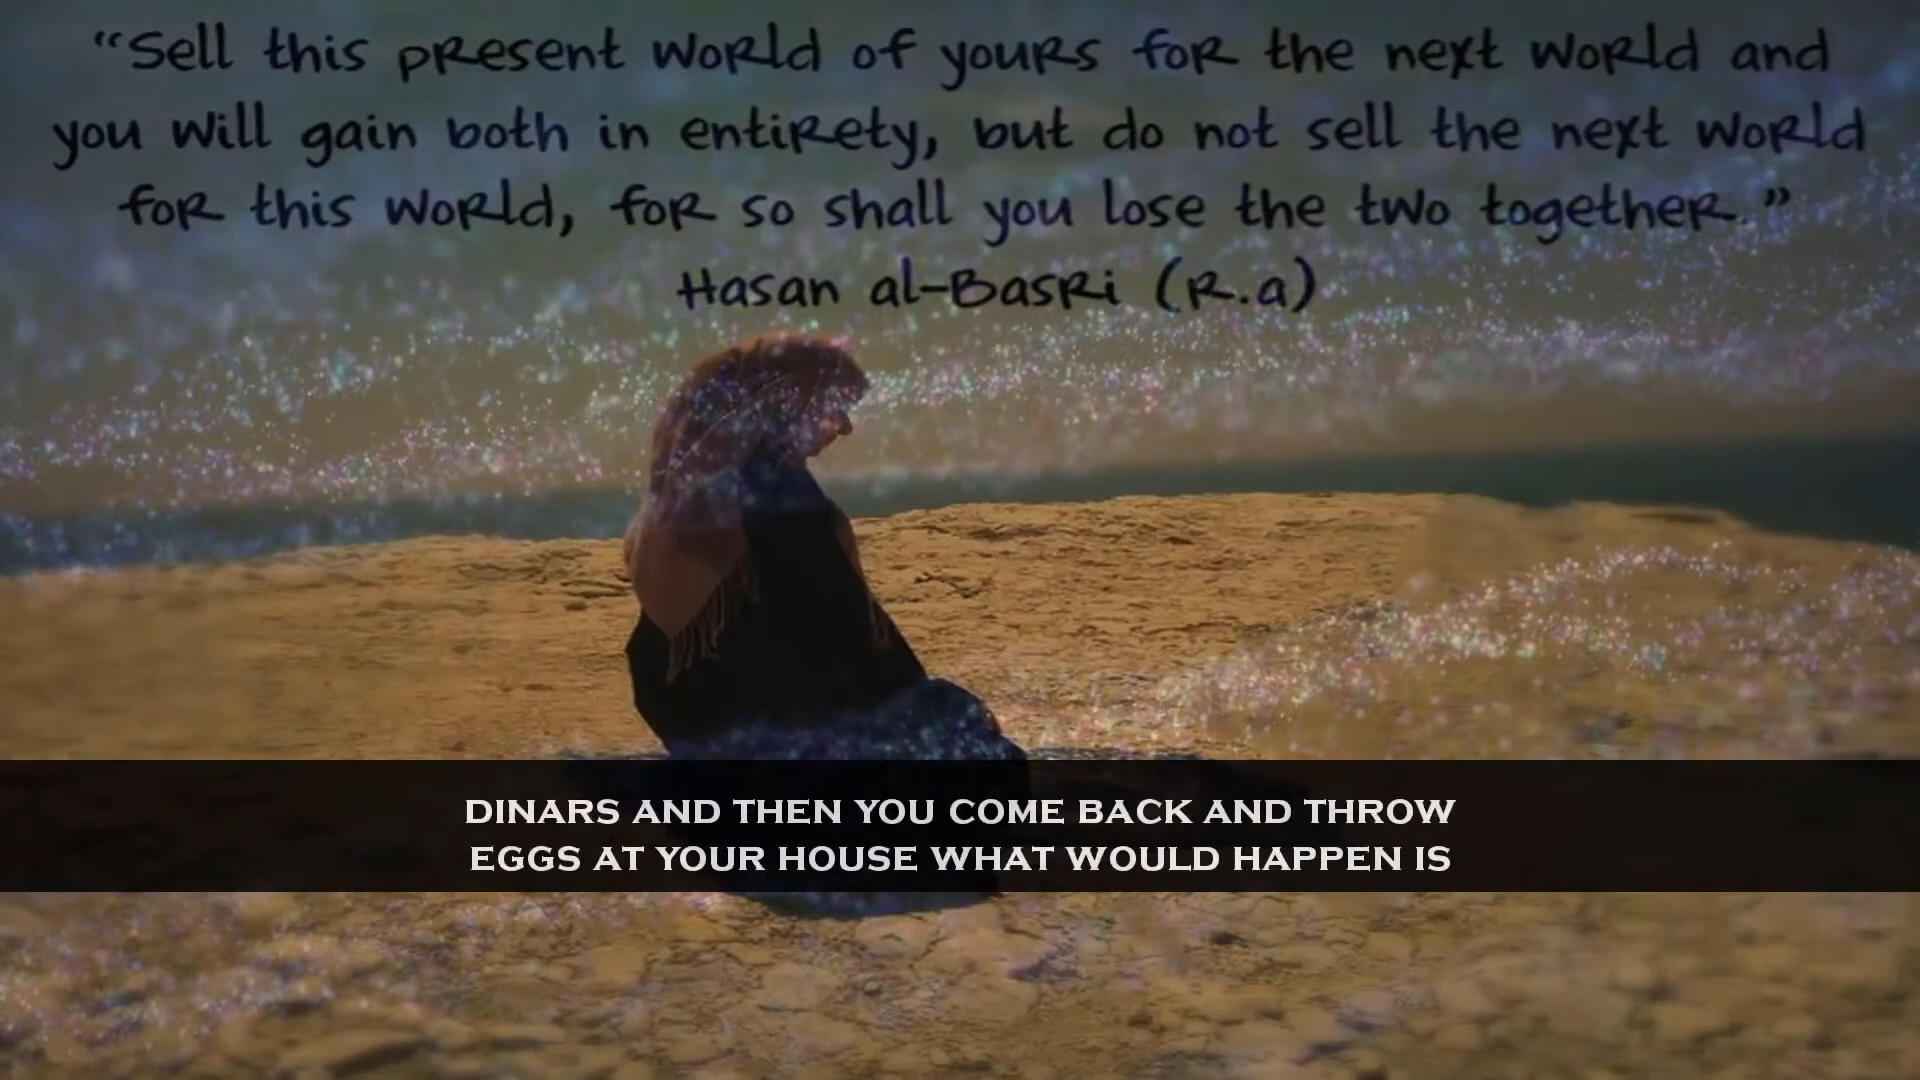 “Sell this present world of yours for the next world and
you will gain both in entirety, but do not sell the next world
for this world, for so shall you lose the two together.”
Hasan al-Basri (R.a)
DINARS AND THEN YOU COME BACK AND THROW
EGGS AT YOUR HOUSE WHAT WOULD HAPPEN IS